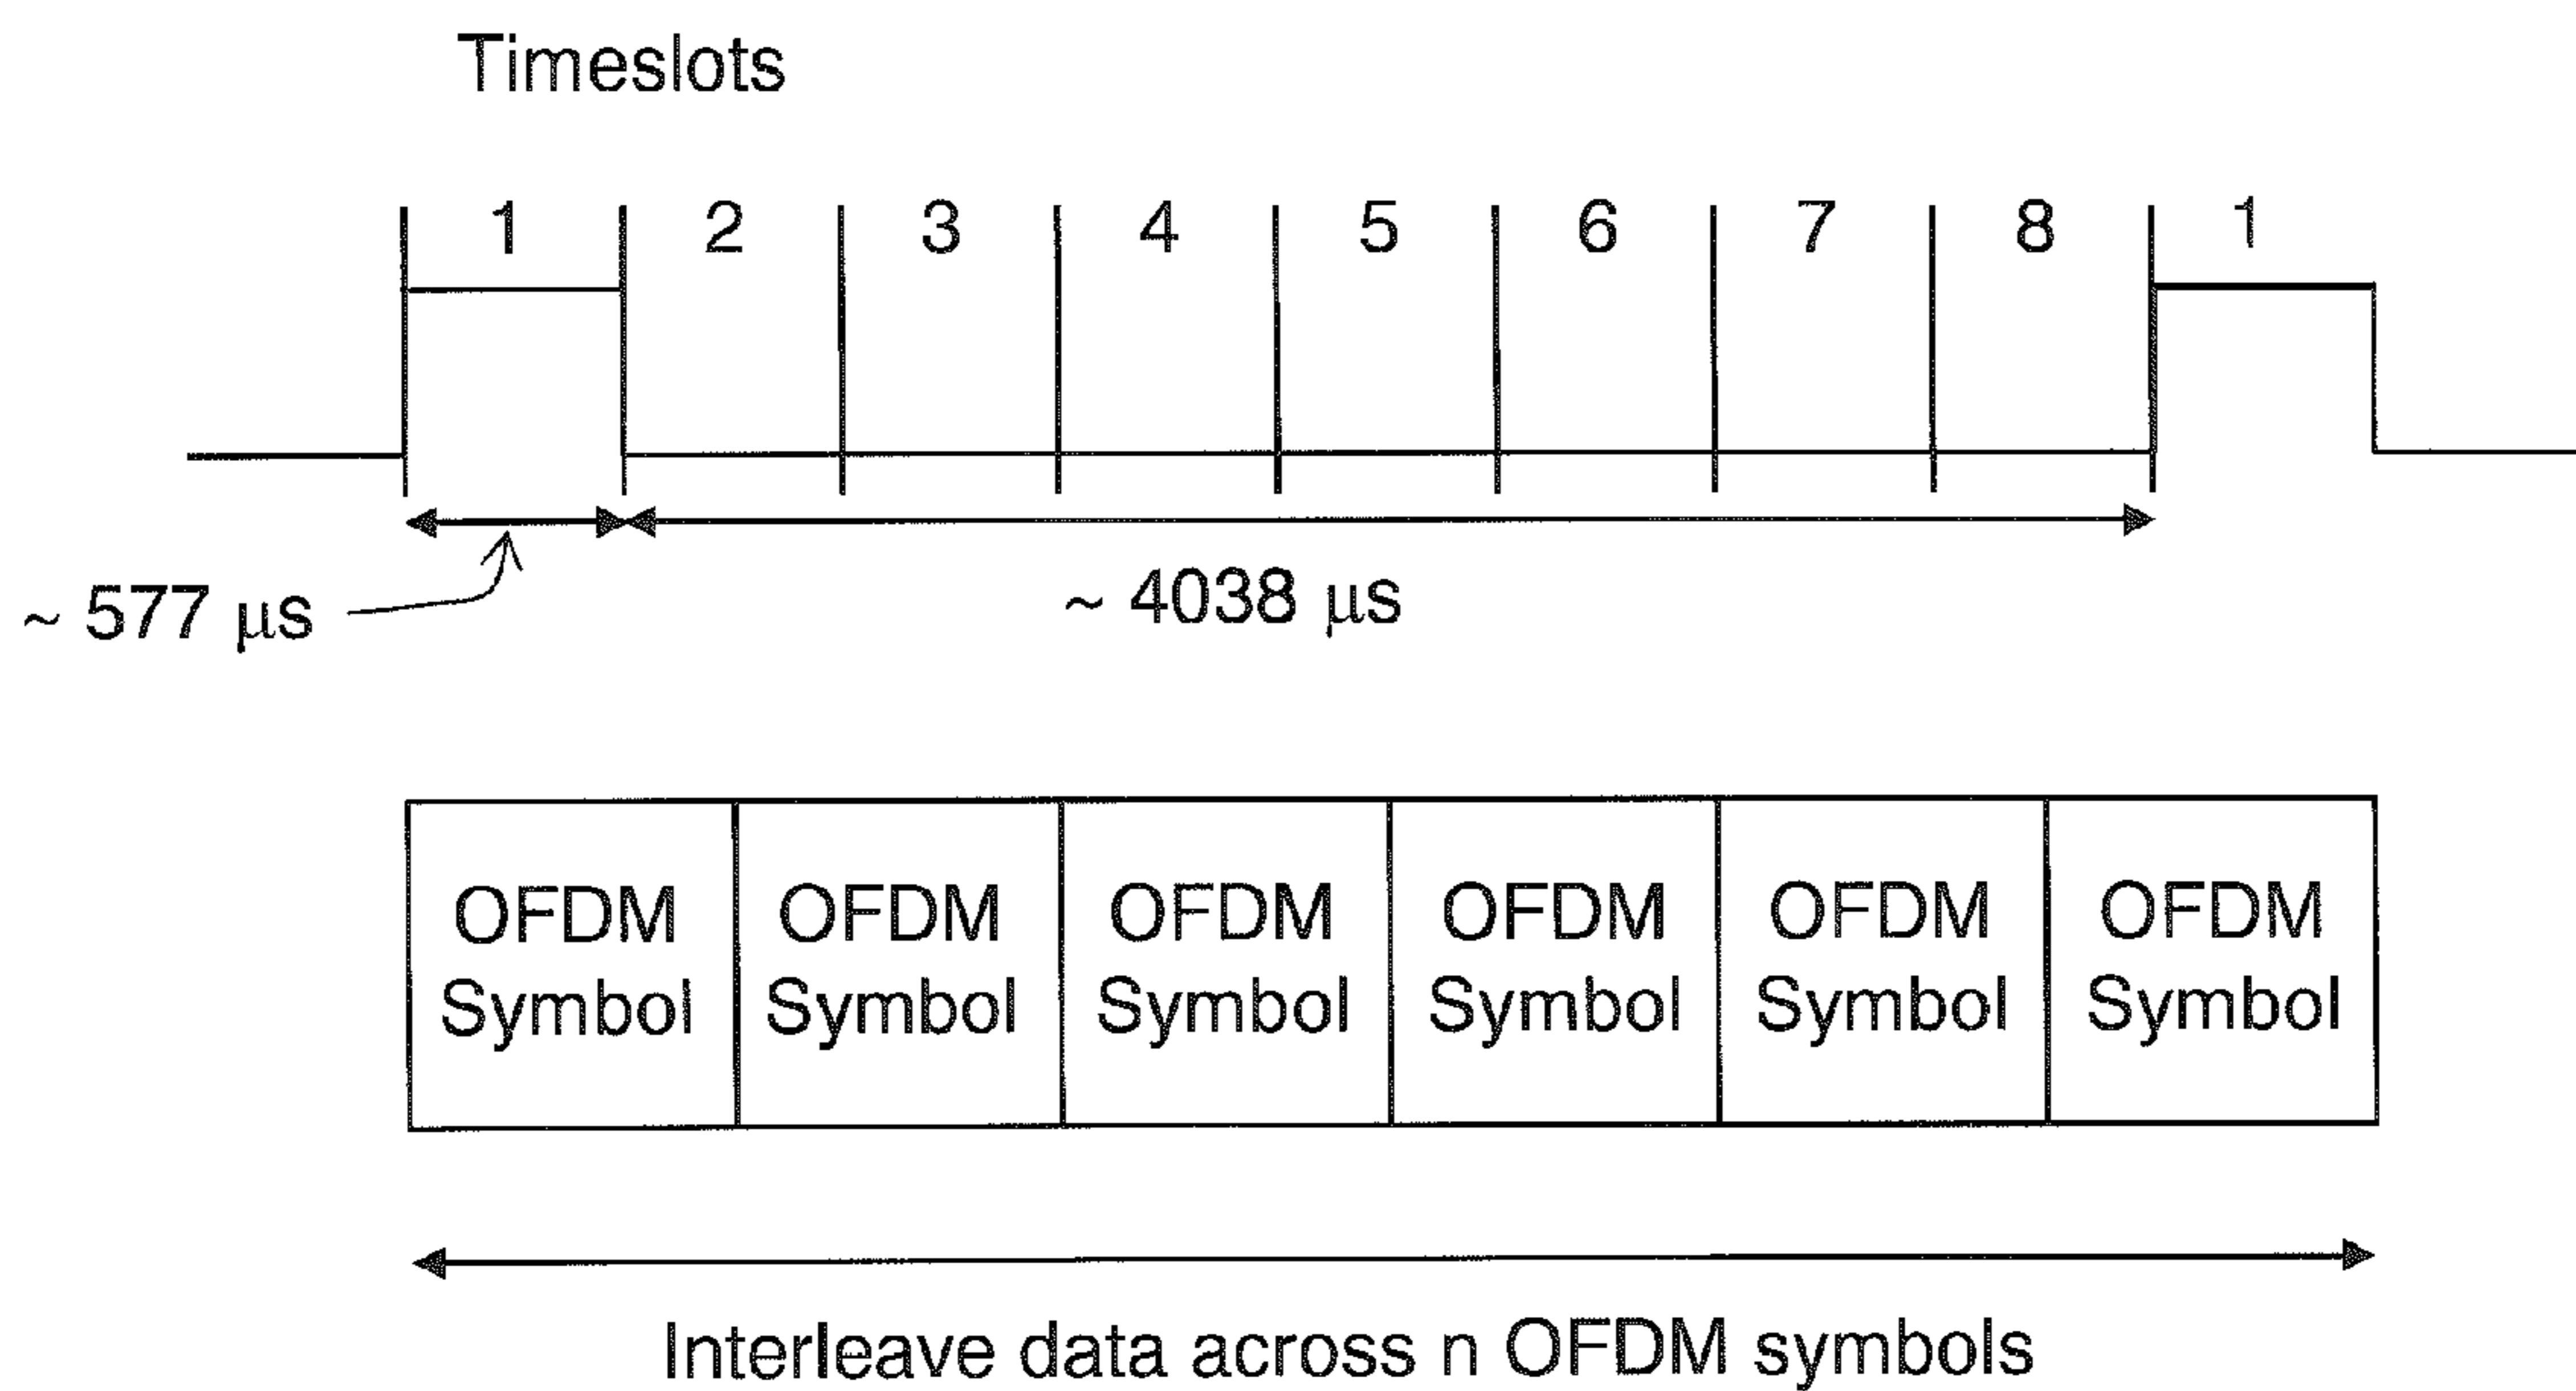 Timeslots
1 2 3 4 5 6 7 8 1
~ 577 μs
~ 4038 μs
OFDM OFDM OFDM OFDM OFDM OFDM
Symbol Symbol Symbol Symbol Symbol Symbol
Interleave data across n OFDM symbols